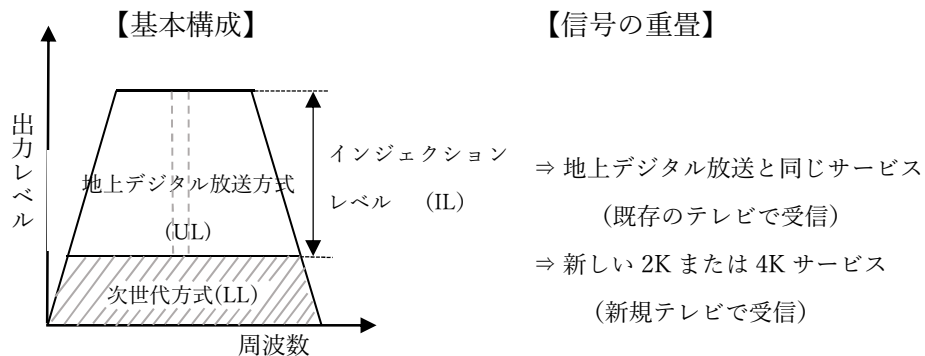 【基本構成】
出力レベル
地上デジタル放送方式
(UL)
次世代方式(LL)
周波数
インジェクション
レベル (IL)
【信号の重畳】
⇒ 地上デジタル放送と同じサービス
(既存のテレビで受信)
⇒ 新しい 2K または 4K サービス
(新規テレビで受信)